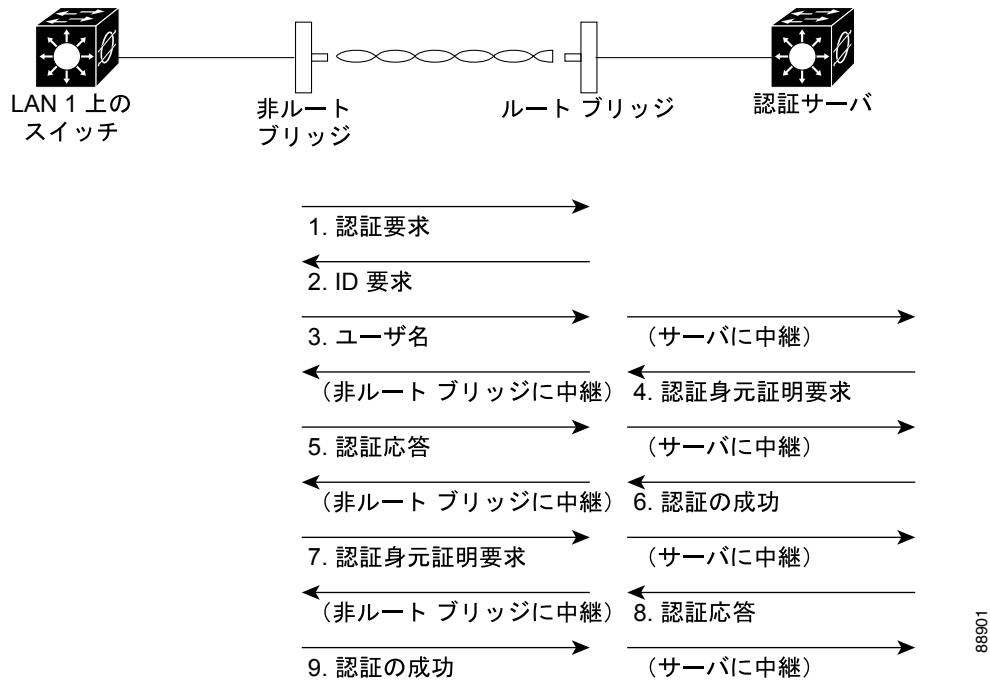 LAN 1 上の
スイッチ
非ルート
ブリッジ
ルート ブリッジ
認証サーバ
1. 認証要求
2. ID 要求
3. ユーザ名
（サーバに中継）
（非ルート ブリッジに中継）
4. 認証身元証明要求
5. 認証応答
（サーバに中継）
（非ルート ブリッジに中継）
6. 認証の成功
7. 認証身元証明要求
（サーバに中継）
（非ルート ブリッジに中継）
8. 認証応答
9. 認証の成功
（サーバに中継）
88901